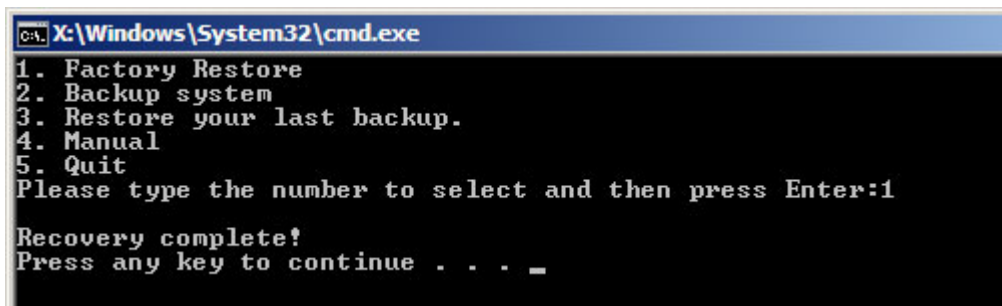 C:\. X:\Windows\System32\cmd.exe
1. Factory Restore
2. Backup system
3. Restore your last backup.
4. Manual
5. Quit
Please type the number to select and then press Enter:1
Recovery complete!
Press any key to continue . . . _